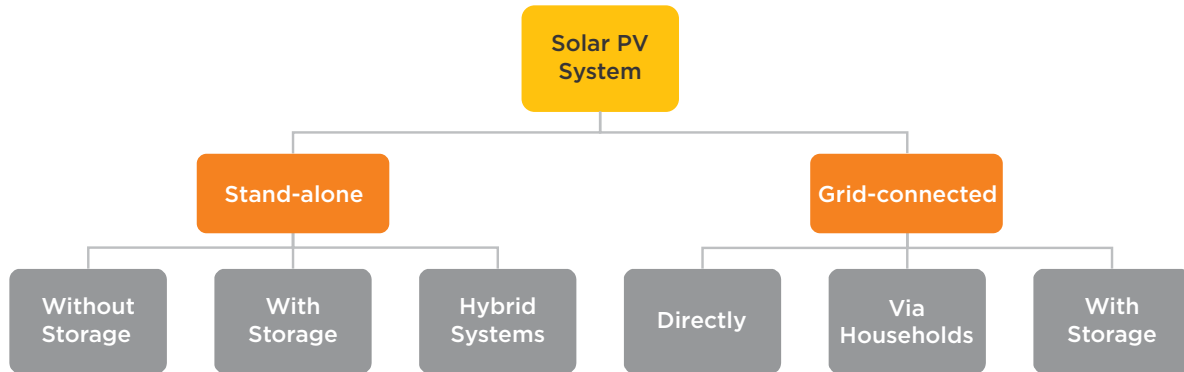 Solar PV
System
Stand-alone
Grid-connected
Without
Storage
With
Storage
Hybrid
Systems
Directly
Via
Households
With
Storage